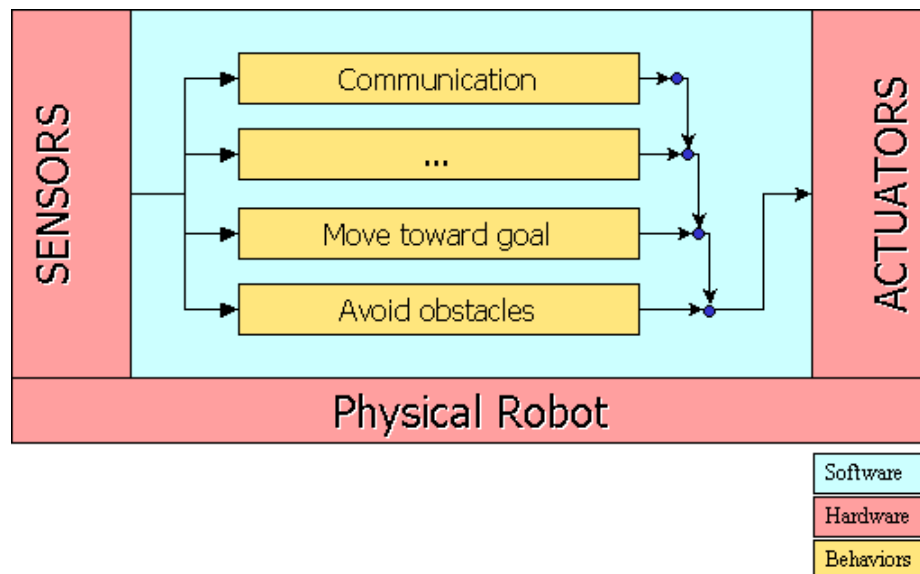 SENSORS
Communication
...
Move toward goal
Avoid obstacles
ACTUATORS
Physical Robot
Software
Hardware
Behaviors